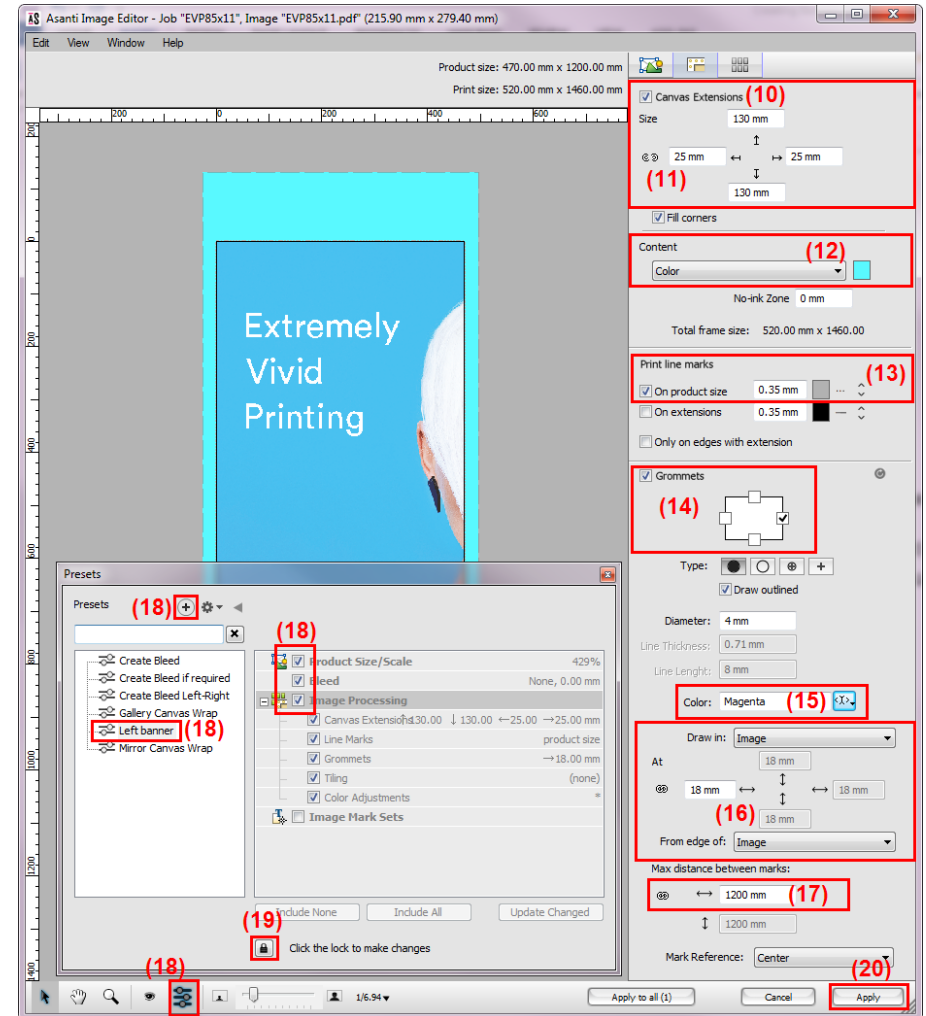 Asanti Image Editor - Job "EVP85x11", Image "EVP85x11.pdf" (215.90 mm x 279.40 mm)
Edit View Window Help
Product size: 470.00 mm x 1200.00 mm
Print size: 520.00 mm x 1460.00 mm
200 0 200 400 600
200
0
200
400
600
800
1000
1200
1400
Extremely
Vivid
Printing
Canvas Extensions (10)
Size 130 mm
25 mm 25 mm
(11)
130 mm
Fill corners
Content (12)
Color
No-ink Zone 0 mm
Total frame size: 520.00 mm x 1460.00
Print line marks (13)
On product size 0.35 mm
On extensions 0.35 mm
Only on edges with extension
Grommets
(14)
Type:
Draw outlined
Diameter: 4 mm
Line Thickness: 0.71 mm
Line Lenght: 8 mm
Color: Magenta (15)
Draw in: Image
At 18 mm
18 mm 18 mm
(16) 18 mm
From edge of: Image
Max distance between marks:
1200 mm (17)
1200 mm
Mark Reference: Center
Presets
Presets (18)
(18)
Create Bleed
Create Bleed if required
Create Bleed Left-Right
Gallery Canvas Wrap
Left banner (18)
Mirror Canvas Wrap
Product Size/Scale 429%
Bleed None, 0.00 mm
Image Processing
Canvas Extensions 130.00 ↓ 130.00 ←25.00 →25.00 mm
Line Marks product size
Grommets →18.00 mm
Tiling (none)
Color Adjustments *
Image Mark Sets
Include None Include All Update Changed
(19)
Click the lock to make changes
(18)
1/6.94
(20)
Apply to all (1) Cancel Apply